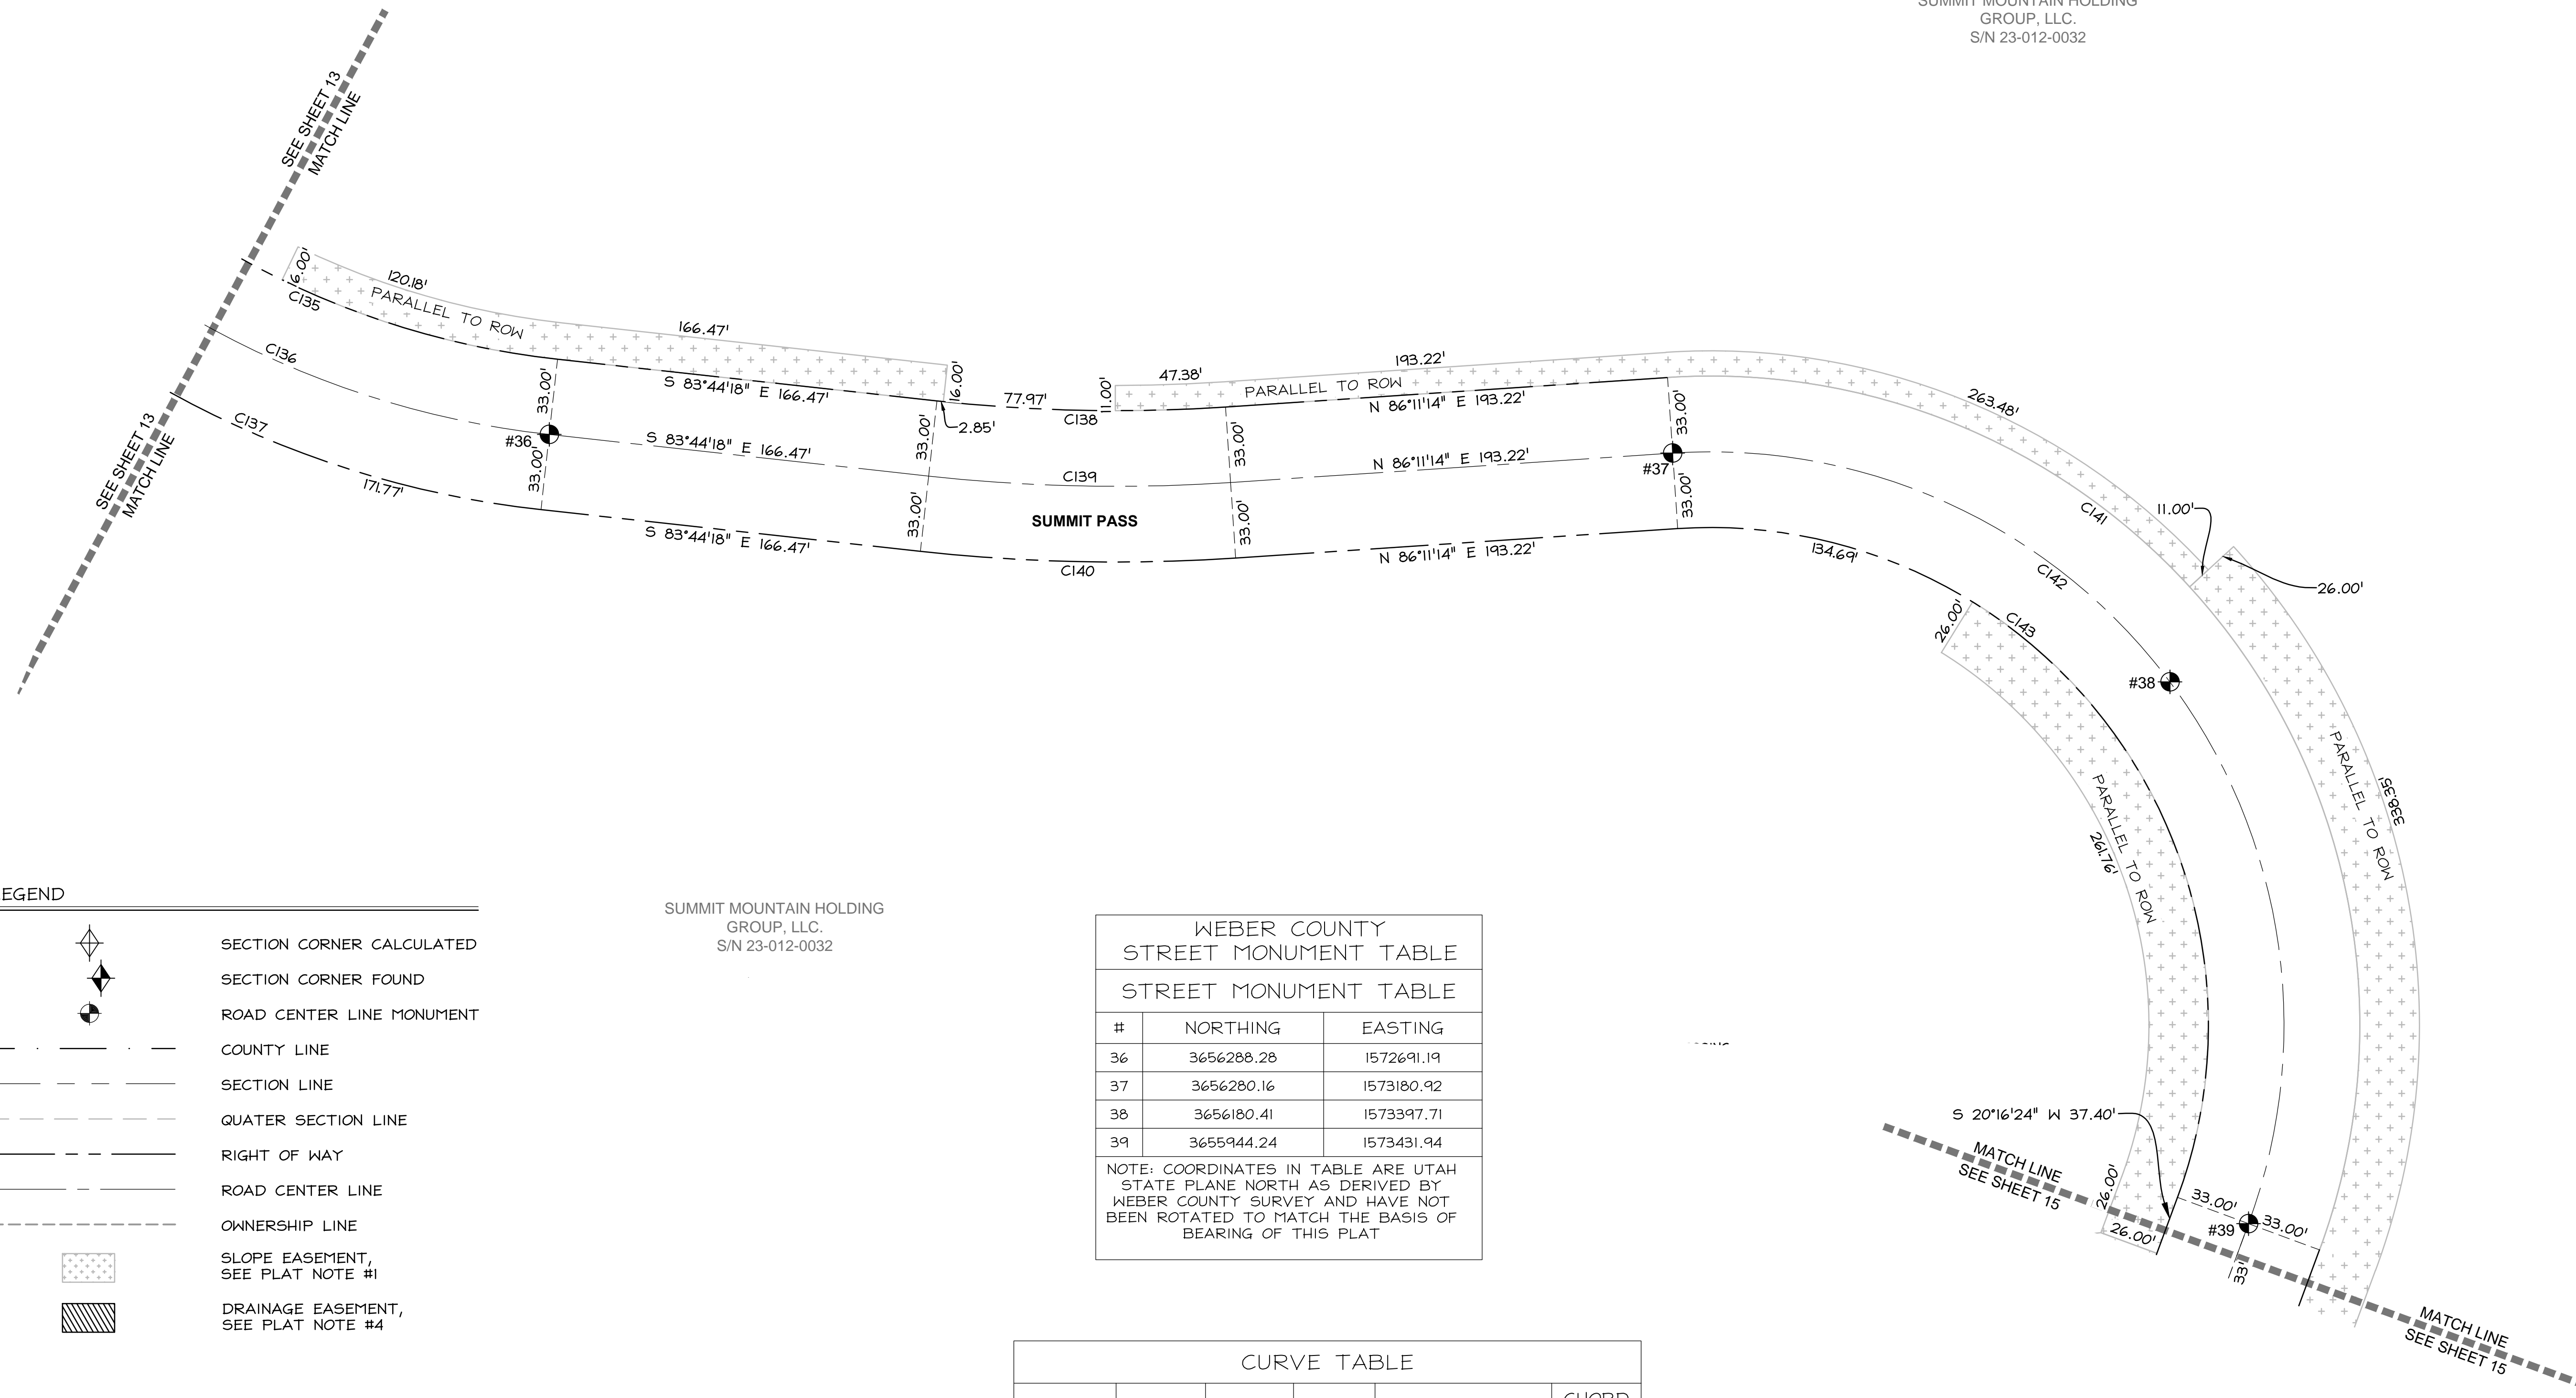 SUMMIT MOUNTAIN HOLDING
GROUP, LLC.
S/N 23-012-0032
SEE SHEET 13
MATCH LINE
SEE SHEET 13
MATCH LINE
16.00'
C135
120.18'
PARALLEL TO ROW
166.47'
S 83°44'18" E 166.47'
16.00'
2.85'
77.97'
C138
11.00'
47.38'
PARALLEL TO ROW
193.22'
N 86°11'14" E 193.22'
C136
33.00'
#36
33.00'
S 83°44'18" E 166.47'
33.00'
33.00'
C139
33.00'
33.00'
N 86°11'14" E 193.22'
33.00'
#37
33.00'
C137
171.77'
S 83°44'18" E 166.47'
SUMMIT PASS
C140
N 86°11'14" E 193.22'
134.69'
263.48'
C141
11.00'
26.00'
C142
26.00'
C143
#38
PARALLEL TO ROW
338.35'
PARALLEL TO ROW
261.76'
S 20°16'24" W 37.40'
MATCH LINE
SEE SHEET 15
26.00'
26.00'
33.00'
#39
33.00'
33'
MATCH LINE
SEE SHEET 15
EGEND
SECTION CORNER CALCULATED
SECTION CORNER FOUND
ROAD CENTER LINE MONUMENT
COUNTY LINE
SECTION LINE
QUATER SECTION LINE
RIGHT OF WAY
ROAD CENTER LINE
OWNERSHIP LINE
SLOPE EASEMENT,
SEE PLAT NOTE #1
DRAINAGE EASEMENT,
SEE PLAT NOTE #4
SUMMIT MOUNTAIN HOLDING
GROUP, LLC.
S/N 23-012-0032
WEBER COUNTY
STREET MONUMENT TABLE
STREET MONUMENT TABLE
# NORTHING EASTING
36 3656288.28 1572691.19
37 3656280.16 1573180.92
38 3656180.41 1573397.71
39 3655944.24 1573431.94
NOTE: COORDINATES IN TABLE ARE UTAH
STATE PLANE NORTH AS DERIVED BY
WEBER COUNTY SURVEY AND HAVE NOT
BEEN ROTATED TO MATCH THE BASIS OF
BEARING OF THIS PLAT
CURVE TABLE
CHORD